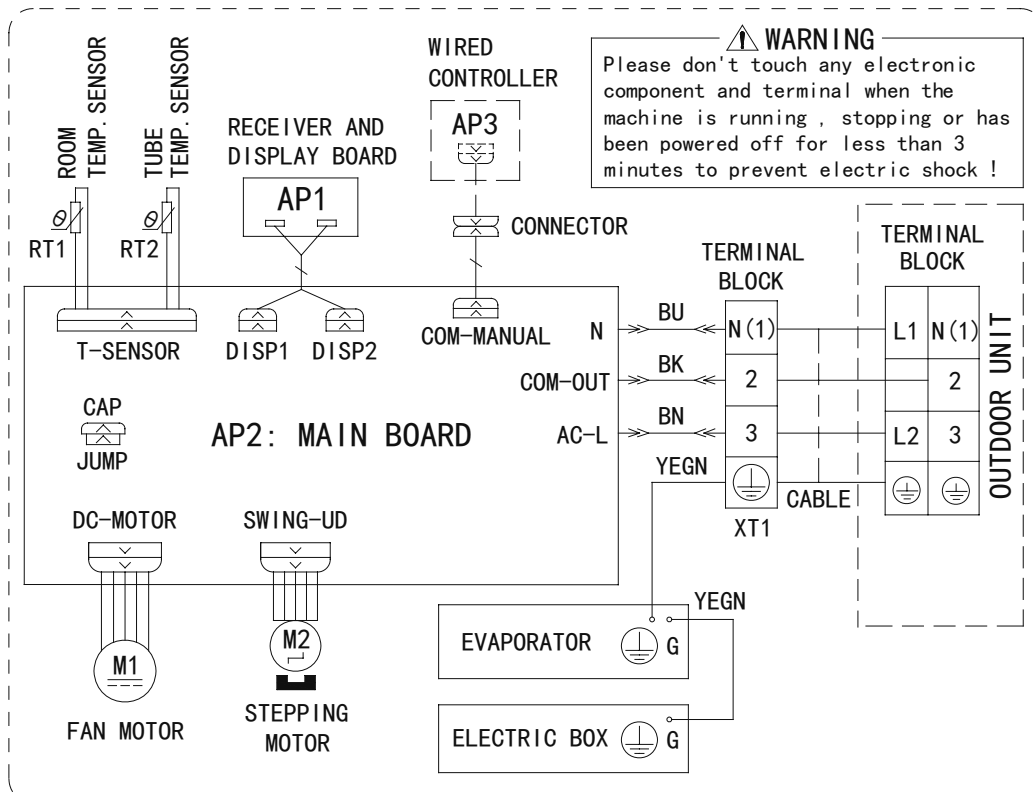 WARNING
Please don't touch any electronic
component and terminal when the
machine is running , stopping or has
been powered off for less than 3
minutes to prevent electric shock !
ROOM
TEMP. SENSOR
TUBE
TEMP. SENSOR
RT1
RT2
RECEIVER AND
DISPLAY BOARD
AP1
WIRED
CONTROLLER
AP3
CONNECTOR
T-SENSOR
DISP1
DISP2
COM-MANUAL
N
COM-OUT
AC-L
CAP
JUMP
AP2: MAIN BOARD
DC-MOTOR
SWING-UD
M1
FAN MOTOR
M2
STEPPING
MOTOR
BU
BK
BN
YEGN
TERMINAL
BLOCK
N(1)
2
3
XT1
CABLE
TERMINAL
BLOCK
L1 N(1)
2
L2 3
OUTDOOR UNIT
YEGN
EVAPORATOR G
ELECTRIC BOX G